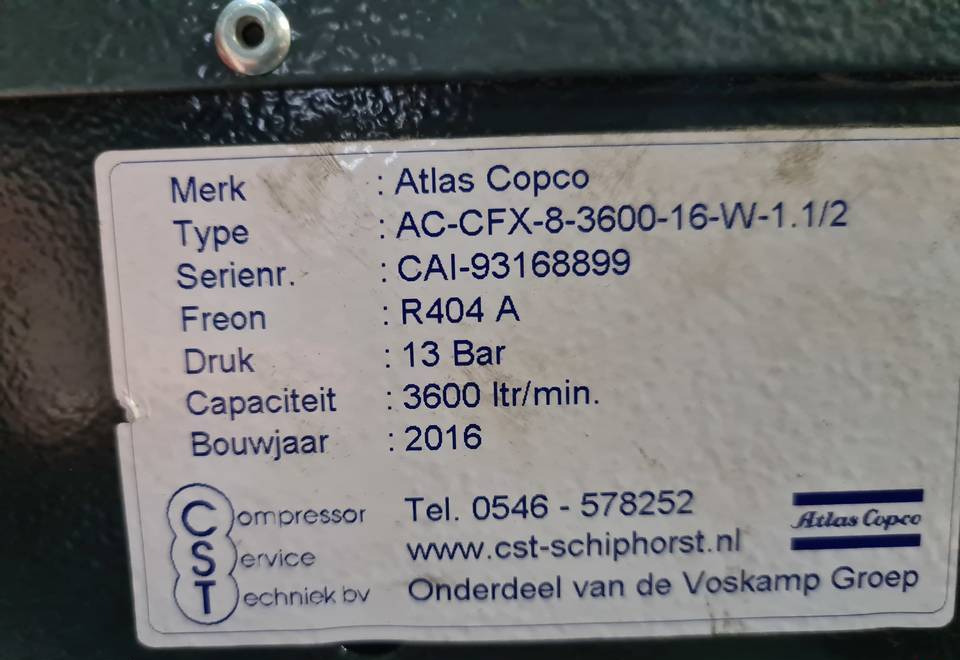 Merk : Atlas Copco
Type : AC-CFX-8-3600-16-W-1.1/2
Serienr. : CAI-93168899
Freon : R404 A
Druk : 13 Bar
Capaciteit : 3600 ltr/min.
Bouwjaar : 2016
Compressor Tel. 0546 - 578252
Service www.cst-schiphorst.nl
Techniek bv Onderdeel van de Voskamp Groep
Atlas Copco